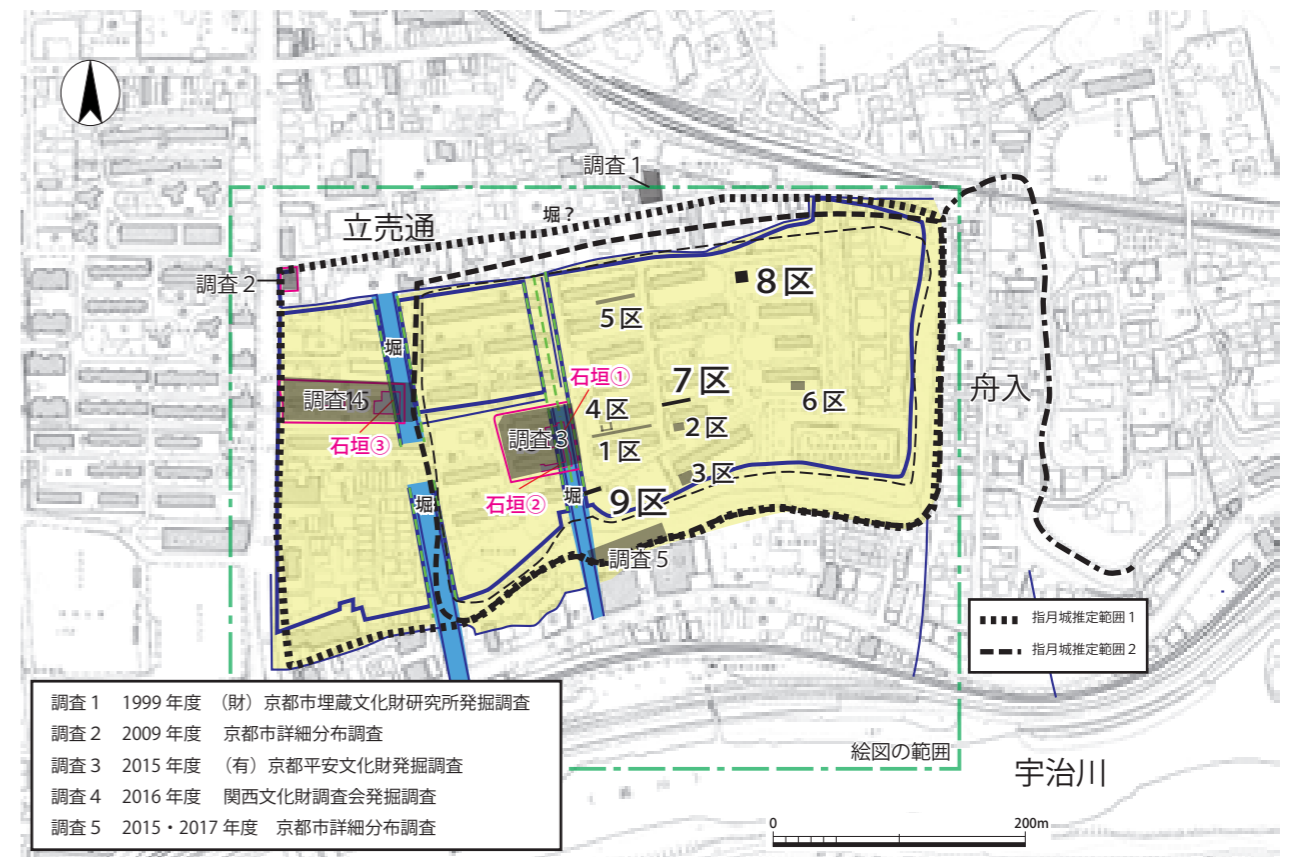 調査1
立売通
堀？
調査2
8区
5区
堀
石垣①
7区
舟入
調査4
4区
6区
石垣③
調査3
2区
1区
3区
堀
石垣②
堀
9区
調査5
指月城推定範囲1
指月城推定範囲2
調査1 1999年度 （財）京都市埋蔵文化財研究所発掘調査
調査2 2009年度 京都市詳細分布調査
調査3 2015年度 （有）京都平安文化財発掘調査
調査4 2016年度 関西文化財調査会発掘調査
調査5 2015・2017年度 京都市詳細分布調査
絵図の範囲
宇治川
0 200m